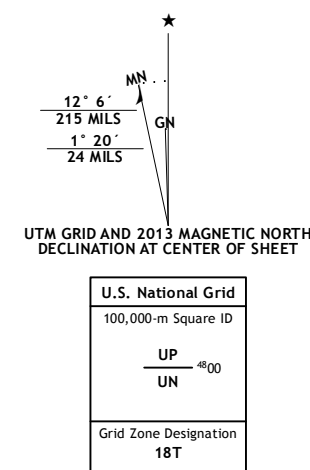 ★
MN
GN
12° 6´
215 MILS
1° 20´
24 MILS
UTM GRID AND 2013 MAGNETIC NORTH
DECLINATION AT CENTER OF SHEET
U.S. National Grid
100,000-m Square ID
UP
⁴⁸00
UN
Grid Zone Designation
18T